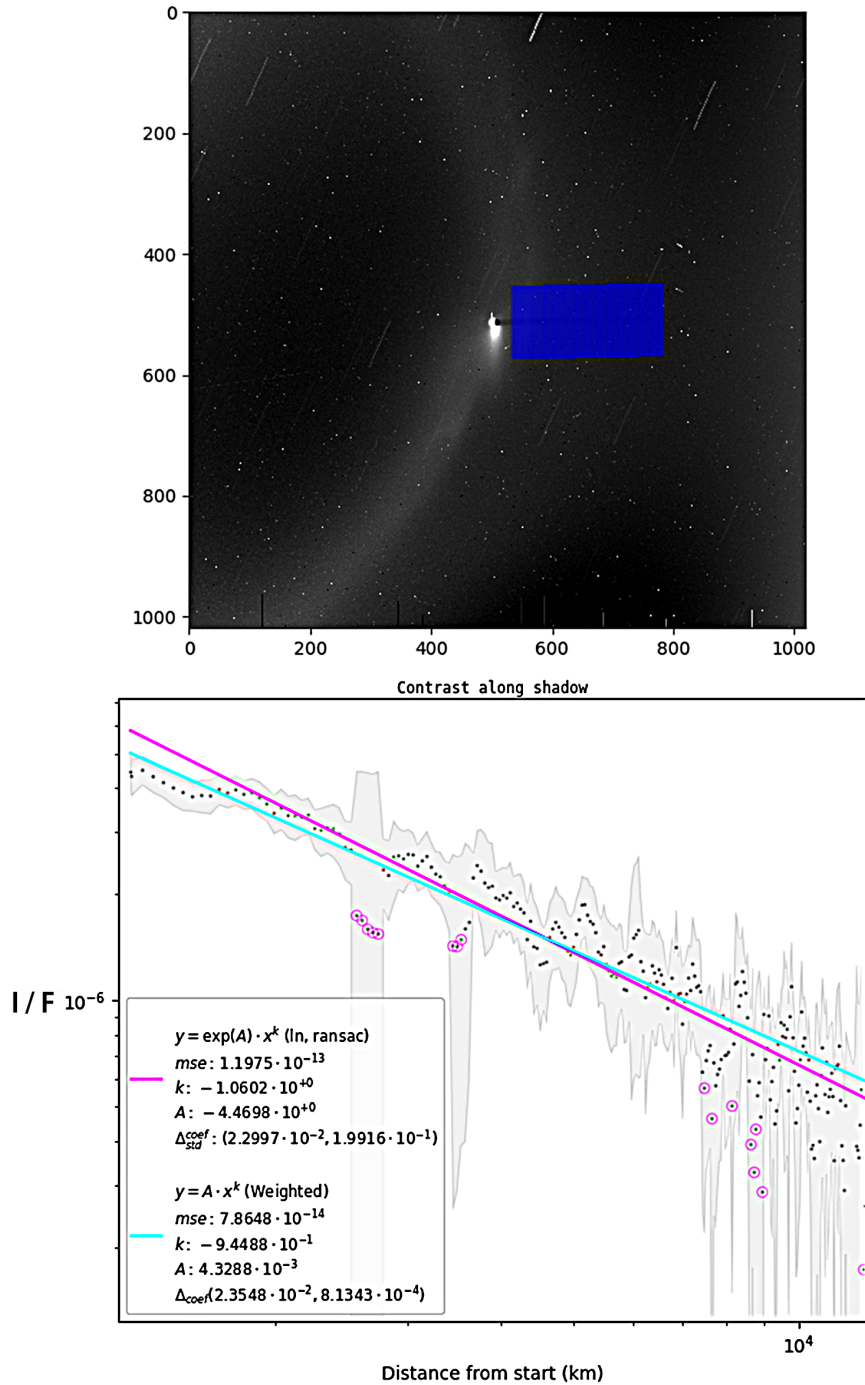 0
200
400
600
800
1000
0 200 400 600 800 1000
Contrast along shadow
I / F
10⁻⁶
y = exp(A) · x^k (ln, ransac)
mse: 1.1975 · 10⁻¹³
k: −1.0602 · 10⁺⁰
A: −4.4698 · 10⁺⁰
Δ_std^coef: (2.2997 · 10⁻², 1.9916 · 10⁻¹)
y = A · x^k (Weighted)
mse: 7.8648 · 10⁻¹⁴
k: −9.4488 · 10⁻¹
A: 4.3288 · 10⁻³
Δ_coef(2.3548 · 10⁻², 8.1343 · 10⁻⁴)
10⁴
Distance from start (km)